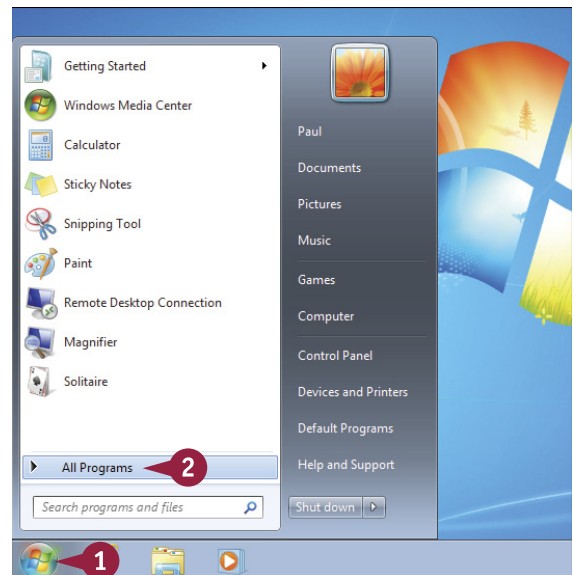 Getting Started
Windows Media Center
Calculator
Sticky Notes
Snipping Tool
Paint
Remote Desktop Connection
Magnifier
Solitaire
All Programs
2
Search programs and files
Paul
Documents
Pictures
Music
Games
Computer
Control Panel
Devices and Printers
Default Programs
Help and Support
Shut down
1